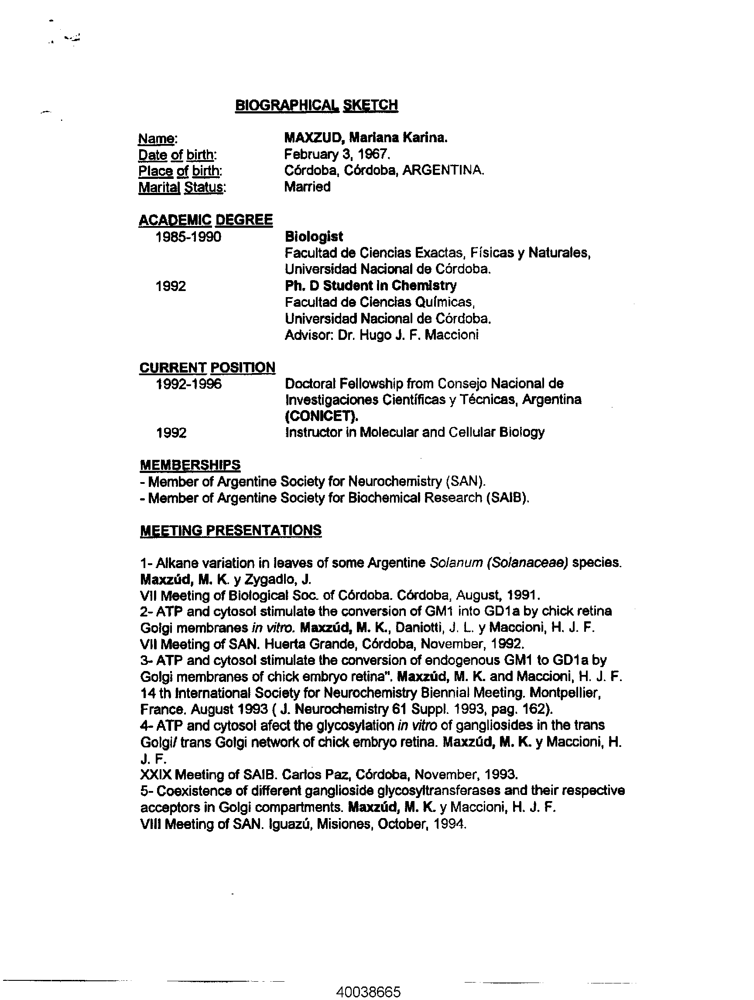 BIOGRAPHICAL SKETCH
Name: MAXZUD, Mariana Karina.
Date of birth: February 3, 1967.
Place of birth: Córdoba, Córdoba, ARGENTINA.
Marital Status: Married
ACADEMIC DEGREE
1985-1990 Biologist
Facultad de Ciencias Exactas, Físicas y Naturales,
Universidad Nacional de Córdoba.
1992 Ph. D Student in Chemistry
Facultad de Ciencias Químicas,
Universidad Nacional de Córdoba.
Advisor: Dr. Hugo J. F. Maccioni
CURRENT POSITION
1992-1996 Doctoral Fellowship from Consejo Nacional de
Investigaciones Científicas y Técnicas, Argentina
(CONICET).
1992 Instructor in Molecular and Cellular Biology
MEMBERSHIPS
- Member of Argentine Society for Neurochemistry (SAN).
- Member of Argentine Society for Biochemical Research (SAIB).
MEETING PRESENTATIONS
1- Alkane variation in leaves of some Argentine Solanum (Solanaceae) species.
Maxzúd, M. K. y Zygadlo, J.
VII Meeting of Biological Soc. of Córdoba. Córdoba, August, 1991.
2- ATP and cytosol stimulate the conversion of GM1 into GD1a by chick retina
Golgi membranes in vitro. Maxzúd, M. K., Daniotti, J. L. y Maccioni, H. J. F.
VII Meeting of SAN. Huerta Grande, Córdoba, November, 1992.
3- ATP and cytosol stimulate the conversion of endogenous GM1 to GD1a by
Golgi membranes of chick embryo retina". Maxzúd, M. K. and Maccioni, H. J. F.
14 th International Society for Neurochemistry Biennial Meeting. Montpellier,
France. August 1993 ( J. Neurochemistry 61 Suppl. 1993, pag. 162).
4- ATP and cytosol afect the glycosylation in vitro of gangliosides in the trans
Golgi/ trans Golgi network of chick embryo retina. Maxzúd, M. K. y Maccioni, H.
J. F.
XXIX Meeting of SAIB. Carlos Paz, Córdoba, November, 1993.
5- Coexistence of different ganglioside glycosyltransferases and their respective
acceptors in Golgi compartments. Maxzúd, M. K. y Maccioni, H. J. F.
VIII Meeting of SAN. Iguazú, Misiones, October, 1994.
40038665